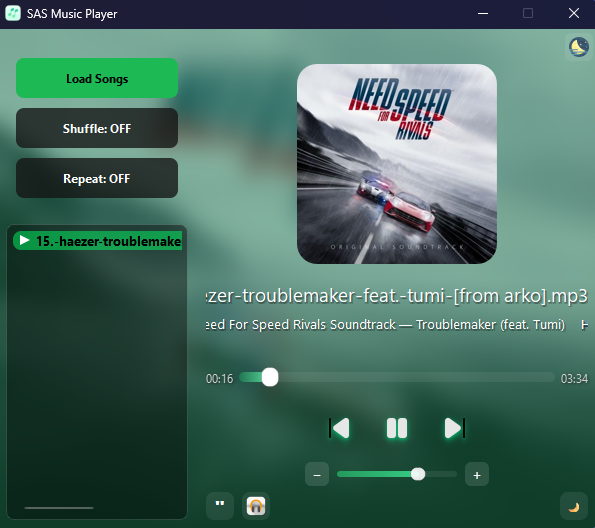 SAS Music Player
Load Songs
Shuffle: OFF
Repeat: OFF
15.-haezer-troublemake
NEED FOR SPEED
RIVALS
ORIGINAL SOUNDTRACK
ezer-troublemaker-feat.-tumi-[from arko].mp3
eed For Speed Rivals Soundtrack — Troublemaker (feat. Tumi) H
00:16
03:34
− +
"